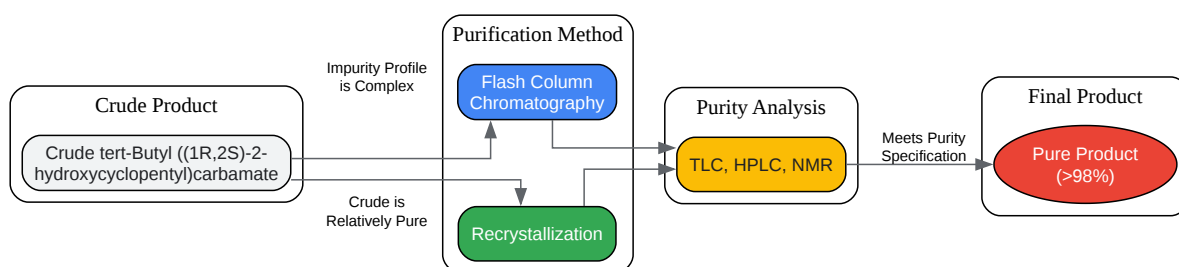 Crude Product
Crude tert-Butyl ((1R,2S)-2-
hydroxycyclopentyl)carbamate
Impurity Profile
is Complex
Crude is
Relatively Pure
Purification Method
Flash Column
Chromatography
Recrystallization
Purity Analysis
TLC, HPLC, NMR
Meets Purity
Specification
Final Product
Pure Product
(>98%)